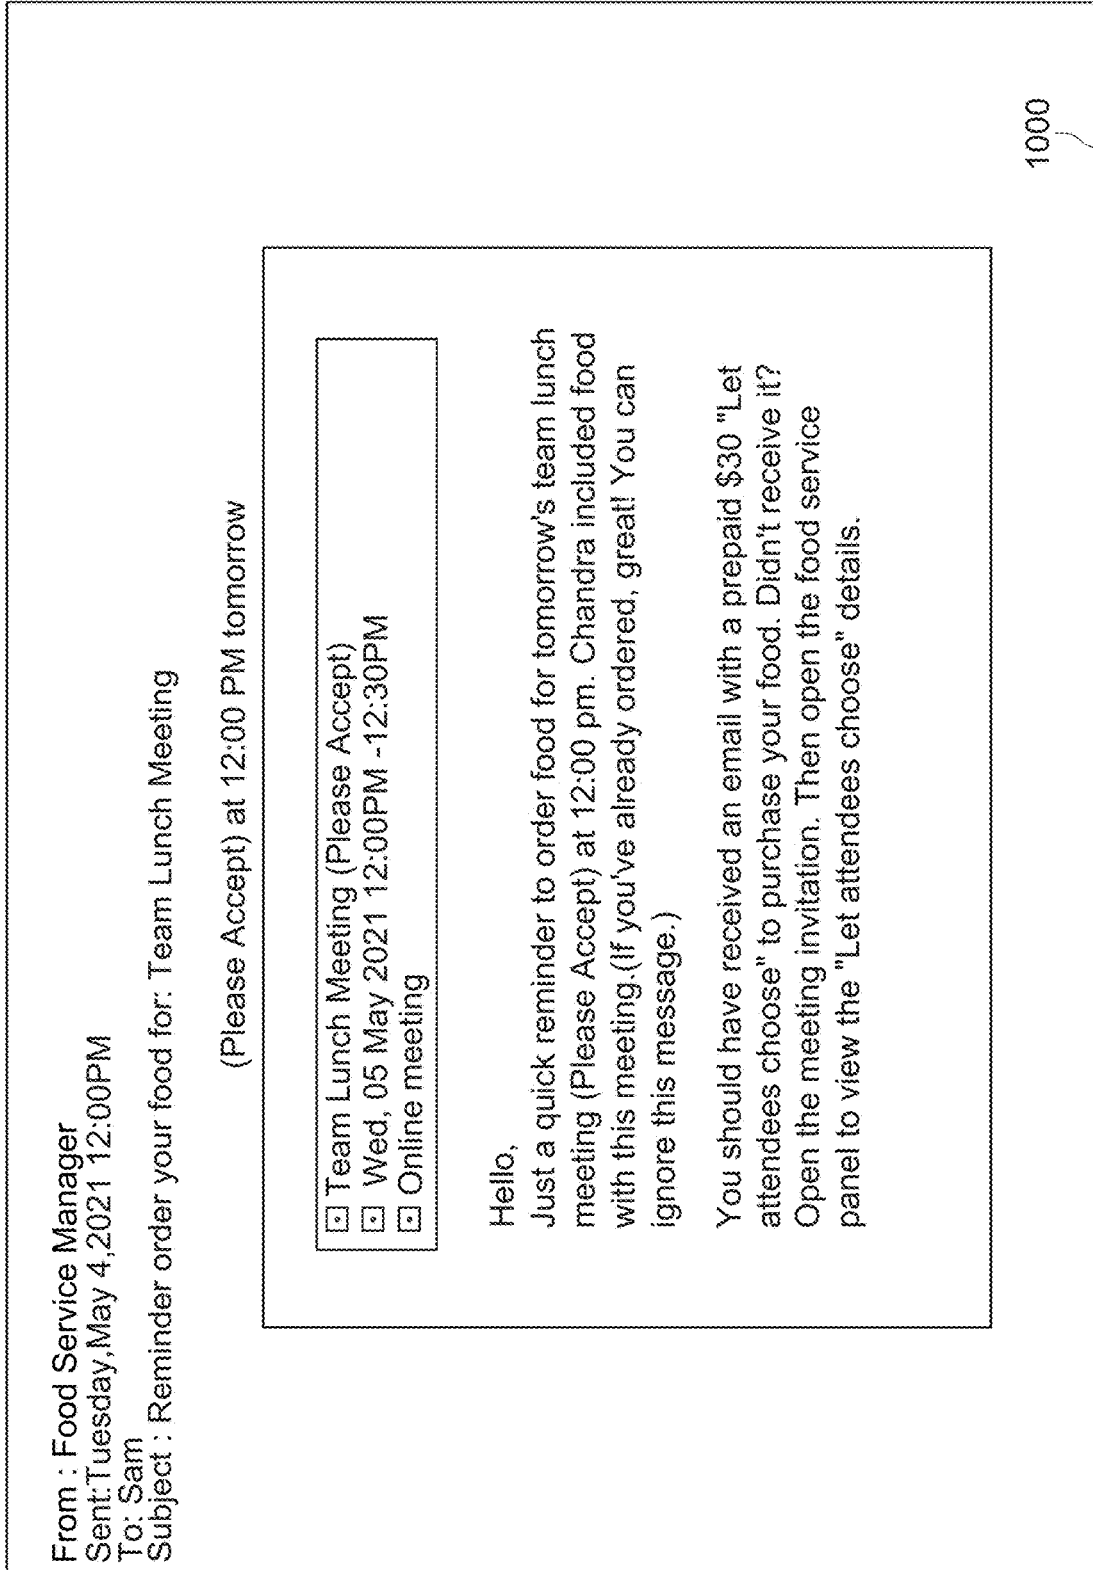 From : Food Service Manager
Sent:Tuesday,May 4,2021 12:00PM
To: Sam
Subject : Reminder order your food for: Team Lunch Meeting
(Please Accept) at 12:00 PM tomorrow
Team Lunch Meeting (Please Accept)
Wed, 05 May 2021 12:00PM -12:30PM
Online meeting
Hello,
Just a quick reminder to order food for tomorrow's team lunch
meeting (Please Accept) at 12:00 pm. Chandra included food
with this meeting.(If you've already ordered, great! You can
ignore this message.)
You should have received an email with a prepaid $30 "Let
attendees choose" to purchase your food. Didn't receive it?
Open the meeting invitation. Then open the food service
panel to view the "Let attendees choose" details.
1000